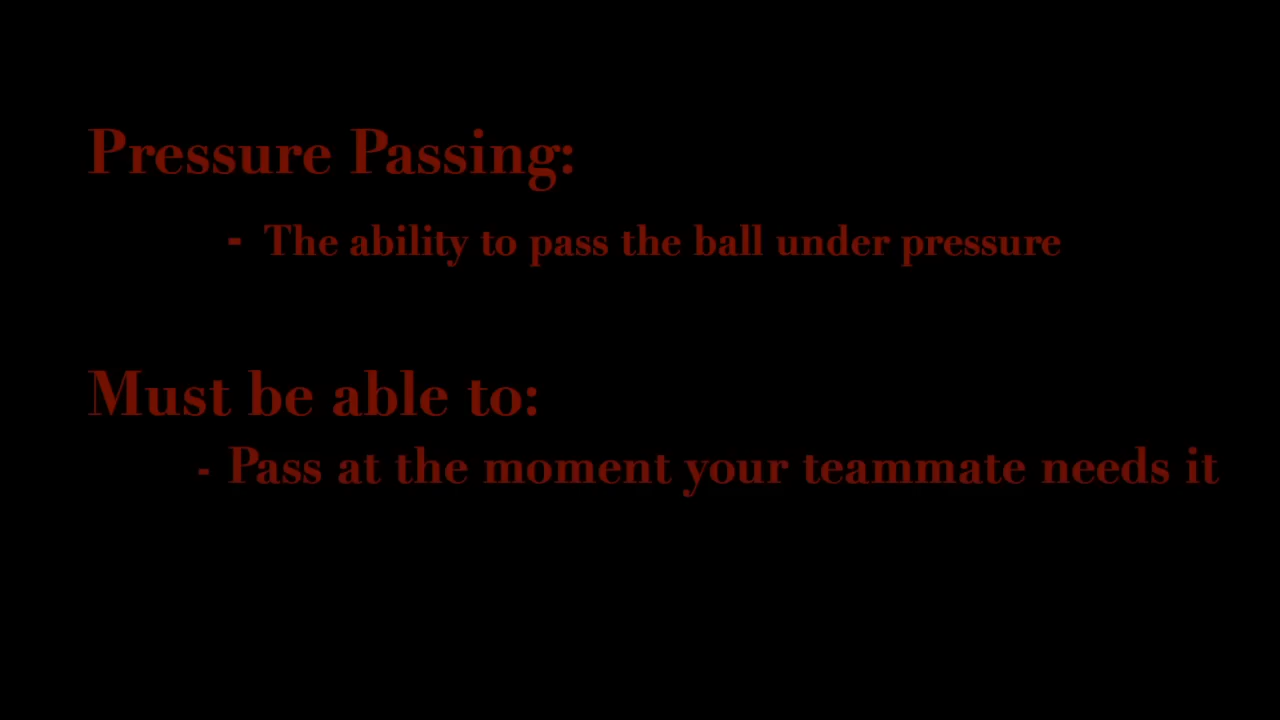 Pressure Passing:
- The ability to pass the ball under pressure
Must be able to:
- Pass at the moment your teammate needs it